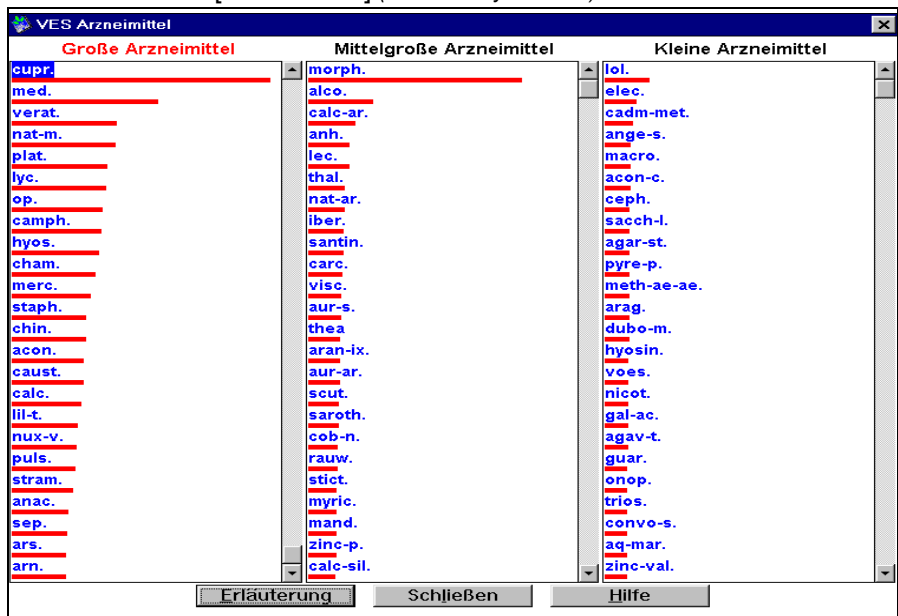 VES Arzneimittel
Große Arzneimittel
cupr.
med.
verat.
nat-m.
plat.
lyc.
op.
camph.
hyos.
cham.
merc.
staph.
chin.
acon.
caust.
calc.
lil-t.
nux-v.
puls.
stram.
anac.
sep.
ars.
arn.
Mittelgroße Arzneimittel
morph.
alco.
calc-ar.
anh.
lec.
thal.
nat-ar.
iber.
santin.
carc.
visc.
aur-s.
thea
aran-ix.
aur-ar.
scut.
saroth.
cob-n.
rauw.
stict.
myric.
mand.
zinc-p.
calc-sil.
Kleine Arzneimittel
lol.
elec.
cadm-met.
ange-s.
macro.
acon-c.
ceph.
sacch-l.
agar-st.
pyre-p.
meth-ae-ae.
arag.
dubo-m.
hyosin.
voes.
nicot.
gal-ac.
agav-t.
guar.
onop.
trios.
convo-s.
aq-mar.
zinc-val.
Erläuterung
Schließen
Hilfe